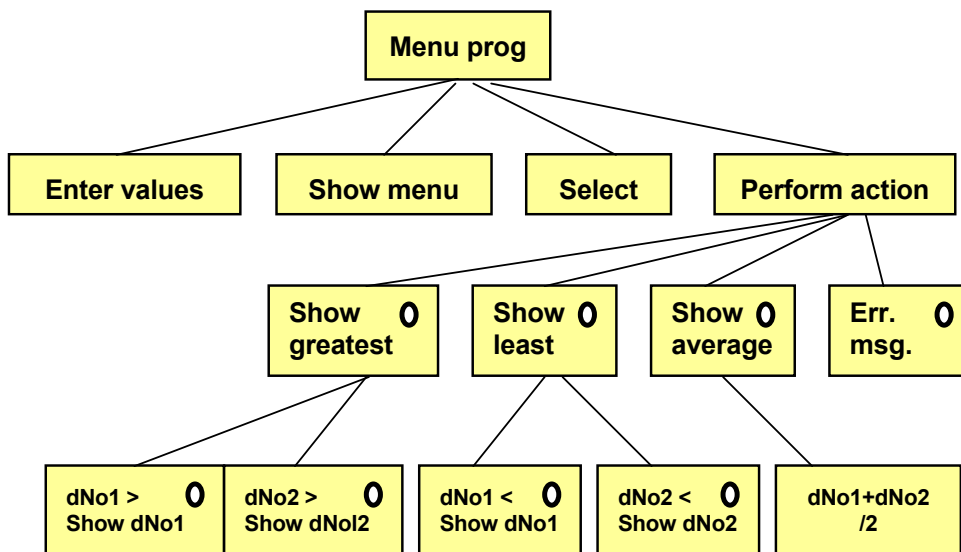 Menu prog
Enter values
Show menu
Select
Perform action
Show
greatest
Show
least
Show
average
Err.
msg.
dNo1 >
Show dNo1
dNo2 >
Show dNol2
dNo1 <
Show dNo1
dNo2 <
Show dNo2
dNo1+dNo2
/2